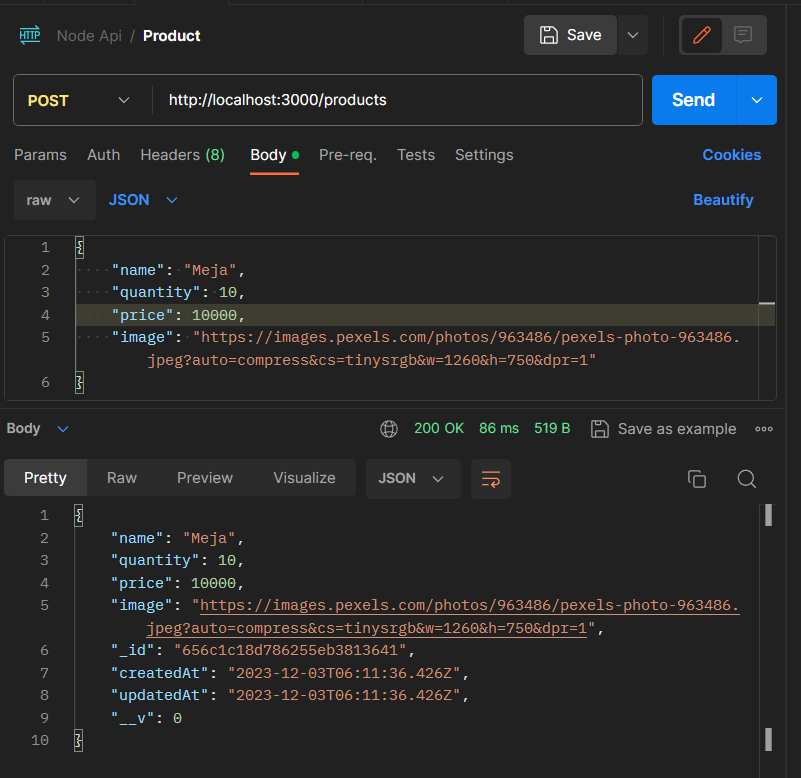 HTTP Node Api / Product Save
POST http://localhost:3000/products Send
Params Auth Headers (8) Body Pre-req. Tests Settings Cookies
raw JSON Beautify
1 {
2 "name": "Meja",
3 "quantity": 10,
4 "price": 10000,
5 "image": "https://images.pexels.com/photos/963486/pexels-photo-963486.
jpeg?auto=compress&cs=tinysrgb&w=1260&h=750&dpr=1"
6 }
Body 200 OK 86 ms 519 B Save as example
Pretty Raw Preview Visualize JSON
1 {
2 "name": "Meja",
3 "quantity": 10,
4 "price": 10000,
5 "image": "https://images.pexels.com/photos/963486/pexels-photo-963486.
jpeg?auto=compress&cs=tinysrgb&w=1260&h=750&dpr=1",
6 "_id": "656c1c18d786255eb3813641",
7 "createdAt": "2023-12-03T06:11:36.426Z",
8 "updatedAt": "2023-12-03T06:11:36.426Z",
9 "__v": 0
10 }